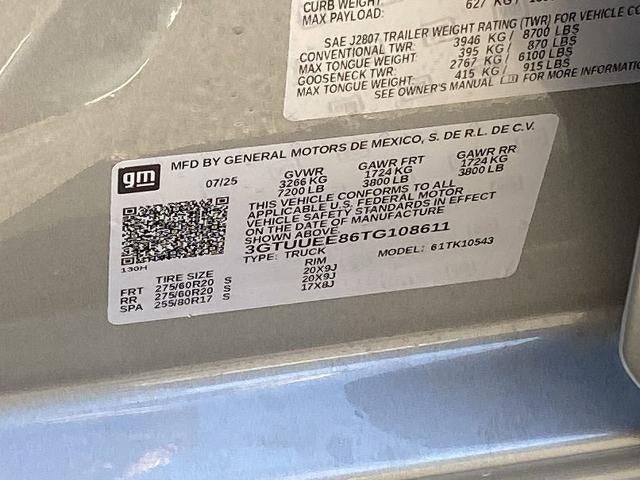 CURB WEIGHT: 627 KG /
MAX PAYLOAD:
SAE J2807 TRAILER WEIGHT RATING (TWR) FOR VEHICLE
CONVENTIONAL TWR: 3946 KG / 8700 LBS
MAX TONGUE WEIGHT: 395 KG / 870 LBS
GOOSENECK TWR: 2767 KG / 6100 LBS
MAX TONGUE WEIGHT: 415 KG / 915 LBS
SEE OWNER'S MANUAL FOR MORE INFORMATIO
gm
MFD BY GENERAL MOTORS DE MEXICO, S. DE R.L. DE C.V.
07/25 GVWR GAWR FRT GAWR RR
3266 KG 1724 KG 1724 KG
7200 LB 3800 LB 3800 LB
THIS VEHICLE CONFORMS TO ALL
APPLICABLE U.S. FEDERAL MOTOR
VEHICLE SAFETY STANDARDS IN EFFECT
ON THE DATE OF MANUFACTURE
SHOWN ABOVE.
3GTUUEE86TG108611
TYPE: TRUCK MODEL: 61TK10543
130H
TIRE SIZE RIM
FRT 275/60R20 S 20X9J
RR 275/60R20 S 20X9J
SPA 255/80R17 S 17X8J